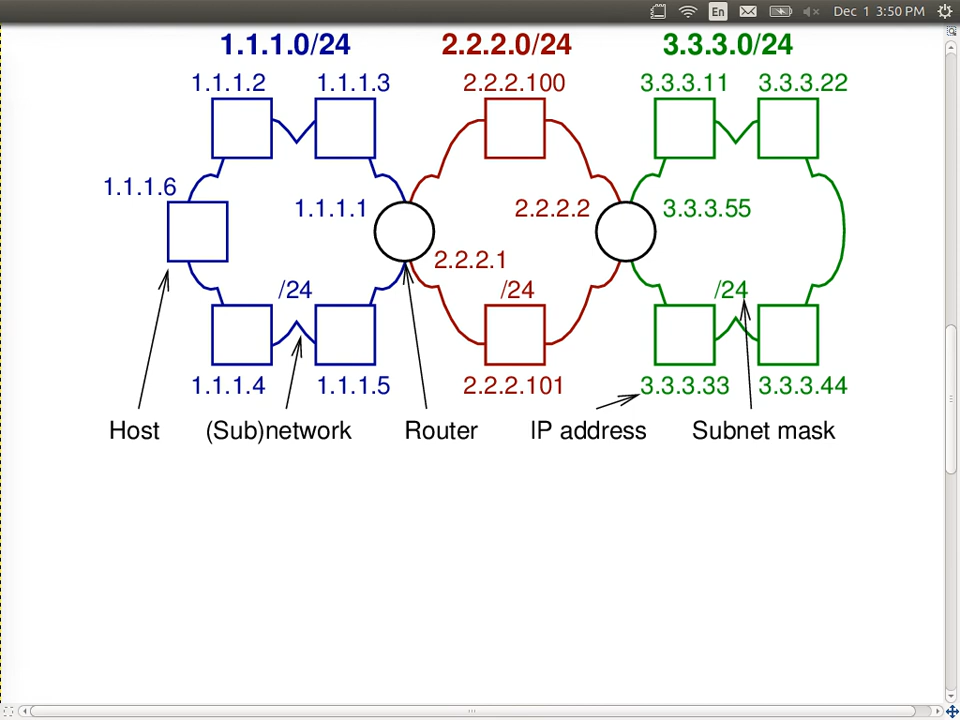 En Dec 1 3:50 PM
1.1.1.0/24 2.2.2.0/24 3.3.3.0/24
1.1.1.2 1.1.1.3 2.2.2.100 3.3.3.11 3.3.3.22
1.1.1.6
1.1.1.1 2.2.2.2 3.3.3.55
2.2.2.1
/24 /24 /24
1.1.1.4 1.1.1.5 2.2.2.101 3.3.3.33 3.3.3.44
Host (Sub)network Router IP address Subnet mask